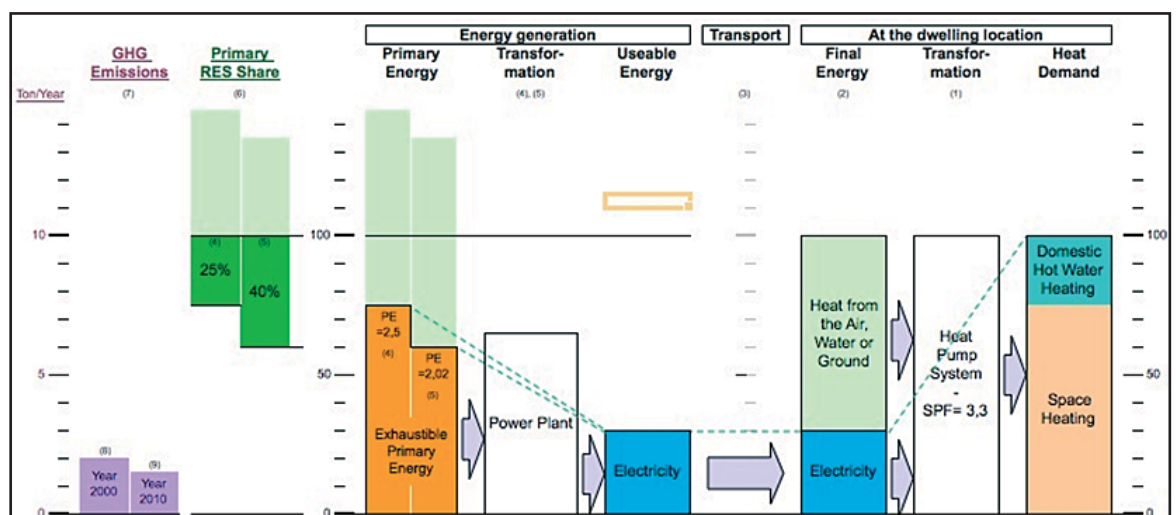 Energy generation
Transport
At the dwelling location
GHG
Emissions
(7)
Primary
RES Share
(6)
Primary
Energy
Transfor-
mation
(4), (5)
Useable
Energy
(3)
Final
Energy
(2)
Transfor-
mation
(1)
Heat
Demand
Ton/Year
10
5
0
100
50
0
100
50
0
(4)
25%
(5)
40%
PE
=2,5
(4)
PE
=2,02
(5)
Exhaustible
Primary
Energy
Power Plant
Electricity
Heat from
the Air,
Water or
Ground
Electricity
Heat
Pump
System
-
SPF= 3,3
Domestic
Hot Water
Heating
Space
Heating
(8)
Year
2000
(9)
Year
2010